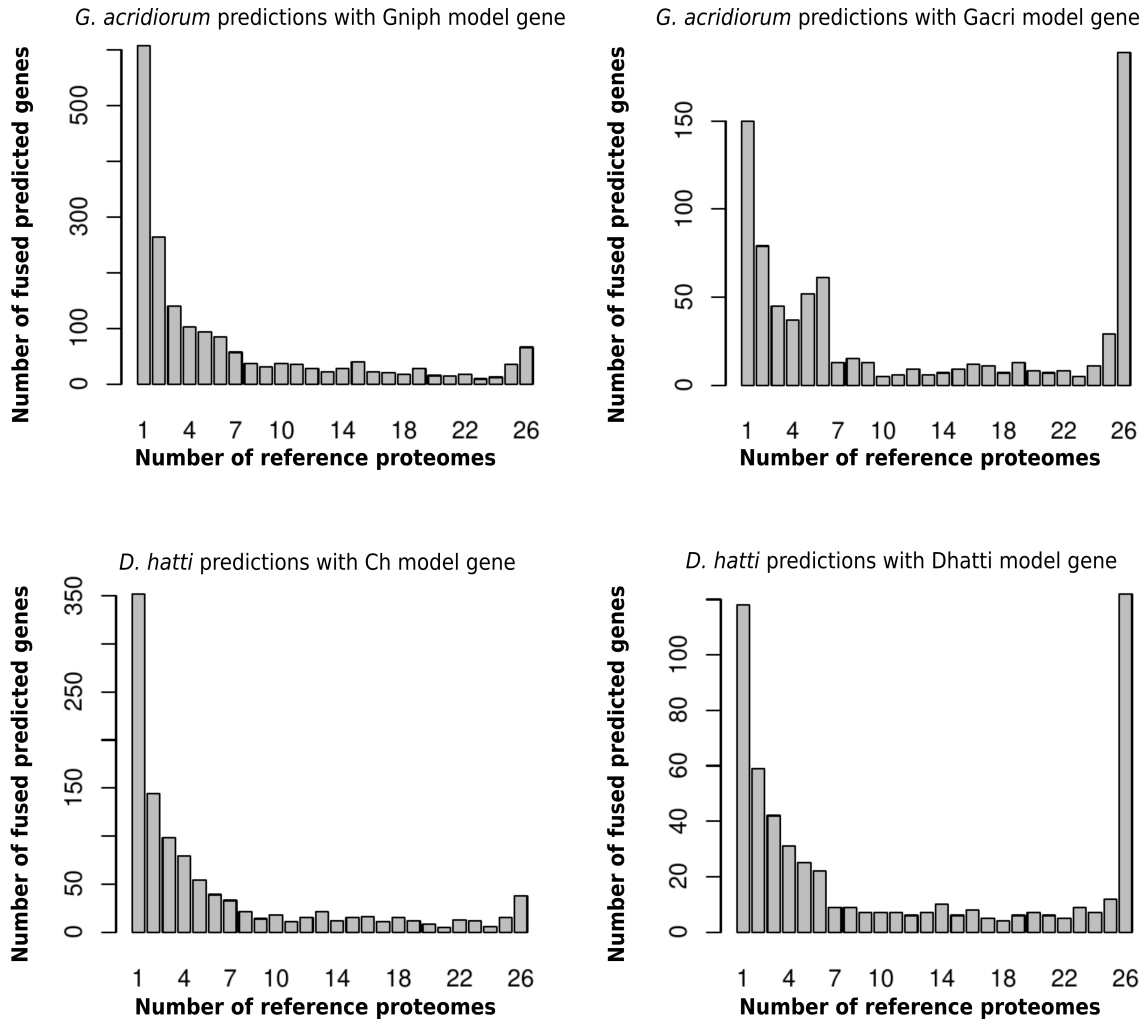 G. acridiorum predictions with Gniph model gene
Number of fused predicted genes
0 100 300 500
1 4 7 10 14 18 22 26
Number of reference proteomes
G. acridiorum predictions with Gacri model gene
Number of fused predicted genes
0 50 100 150
1 4 7 10 14 18 22 26
Number of reference proteomes
D. hatti predictions with Ch model gene
Number of fused predicted genes
0 50 150 250 350
1 4 7 10 14 18 22 26
Number of reference proteomes
D. hatti predictions with Dhatti model gene
Number of fused predicted genes
0 20 40 60 80 100
1 4 7 10 14 18 22 26
Number of reference proteomes